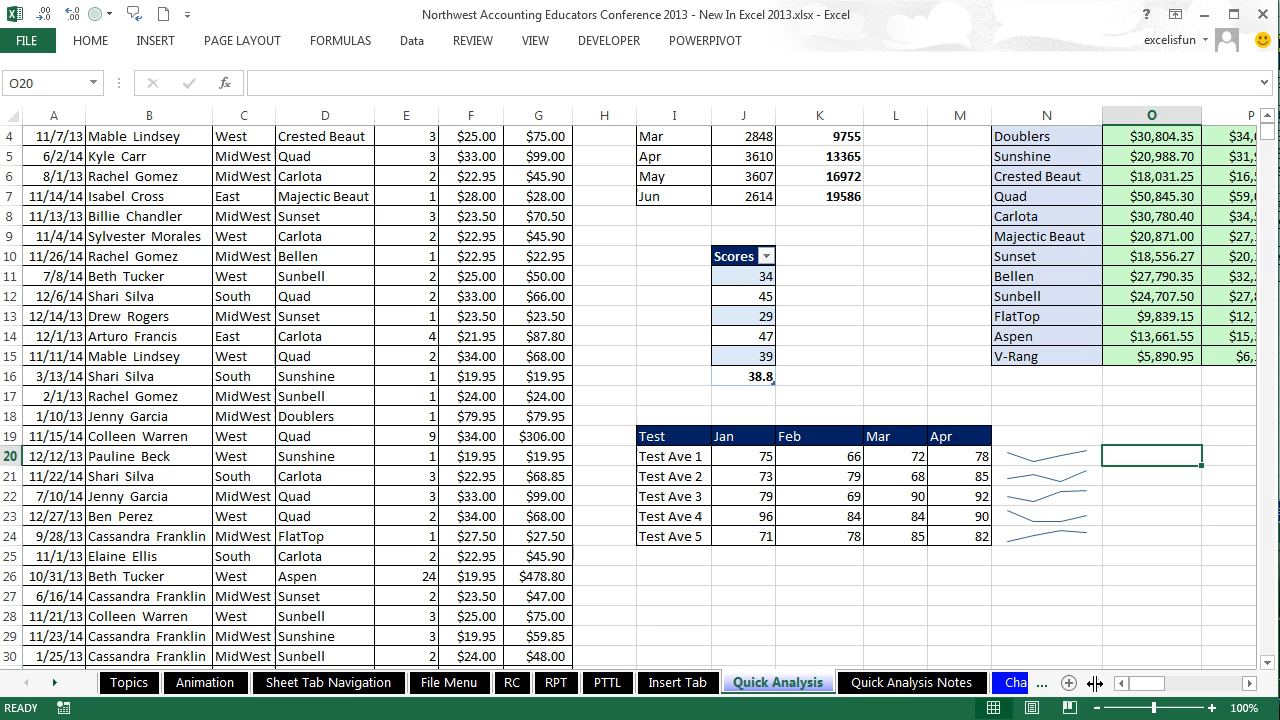 Northwest Accounting Educators Conference 2013 - New In Excel 2013.xlsx - Excel
FILE HOME INSERT PAGE LAYOUT FORMULAS Data REVIEW VIEW DEVELOPER POWERPIVOT excelisfun
O20 fx
A B C D E F G H I J K L M N O P
4 11/7/13 Mable Lindsey West Crested Beaut 3 $25.00 $75.00 Mar 2848 9755 Doublers $30,804.35
5 6/2/14 Kyle Carr MidWest Quad 3 $33.00 $99.00 Apr 3610 13365 Sunshine $20,988.70
6 8/1/13 Rachel Gomez MidWest Carlota 2 $22.95 $45.90 May 3607 16972 Crested Beaut $18,031.25
7 11/14/14 Isabel Cross East Majectic Beaut 1 $28.00 $28.00 Jun 2614 19586 Quad $50,845.30
8 11/13/13 Billie Chandler MidWest Sunset 3 $23.50 $70.50 Carlota $30,780.40
9 11/4/14 Sylvester Morales West Carlota 2 $22.95 $45.90 Majectic Beaut $20,871.00
10 11/26/14 Rachel Gomez MidWest Bellen 1 $22.95 $22.95 Scores Sunset $18,556.27
11 7/8/14 Beth Tucker West Sunbell 2 $25.00 $50.00 34 Bellen $27,790.35
12 12/6/14 Shari Silva South Quad 2 $33.00 $66.00 45 Sunbell $24,707.50
13 12/14/13 Drew Rogers MidWest Sunset 1 $23.50 $23.50 29 FlatTop $9,839.15
14 12/1/13 Arturo Francis East Carlota 4 $21.95 $87.80 47 Aspen $13,661.55
15 11/11/14 Mable Lindsey West Quad 2 $34.00 $68.00 39 V-Rang $5,890.95
16 3/13/14 Shari Silva South Sunshine 1 $19.95 $19.95 38.8
17 2/1/13 Rachel Gomez MidWest Sunbell 1 $24.00 $24.00
18 1/10/13 Jenny Garcia MidWest Doublers 1 $79.95 $79.95
19 11/15/14 Colleen Warren West Quad 9 $34.00 $306.00 Test Jan Feb Mar Apr
20 12/12/13 Pauline Beck West Sunshine 1 $19.95 $19.95 Test Ave 1 75 66 72 78
21 11/22/14 Shari Silva South Carlota 3 $22.95 $68.85 Test Ave 2 73 79 68 85
22 7/10/14 Jenny Garcia MidWest Quad 3 $33.00 $99.00 Test Ave 3 79 69 90 92
23 12/27/13 Ben Perez West Quad 2 $34.00 $68.00 Test Ave 4 96 84 84 90
24 9/28/13 Cassandra Franklin MidWest FlatTop 1 $27.50 $27.50 Test Ave 5 71 78 85 82
25 11/1/13 Elaine Ellis South Carlota 2 $22.95 $45.90
26 10/31/13 Beth Tucker West Aspen 24 $19.95 $478.80
27 6/16/14 Cassandra Franklin MidWest Sunset 2 $23.50 $47.00
28 11/21/13 Colleen Warren West Sunbell 3 $25.00 $75.00
29 11/23/14 Cassandra Franklin MidWest Sunshine 3 $19.95 $59.85
30 1/25/13 Cassandra Franklin MidWest Sunbell 2 $24.00 $48.00
Topics Animation Sheet Tab Navigation File Menu RC RPT PTTL Insert Tab Quick Analysis Quick Analysis Notes Cha ...
READY 100%